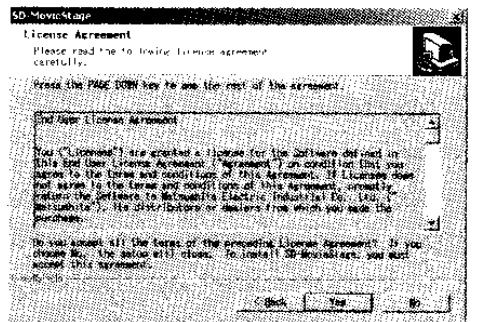 SD-MovieStage
License Agreement
Please read the following license agreement
carefully.
Press the PAGE DOWN key to see the rest of the agreement.
End User License Agreement
You ("Licensee") are granted a license for the Software defined in
this End User License Agreement ("Agreement") on condition that you
agree to the terms and conditions of this Agreement. If Licensee does
not agree to the terms and conditions of this Agreement, promptly
return the Software to Matsushita Electric Industrial Co., Ltd. ("
Matsushita"), its distributors or dealers from which you made the
purchase.
Do you accept all the terms of the preceding License Agreement? If you
choose No, the setup will close. To install SD-MovieStage, you must
accept this agreement.
< Back Yes No